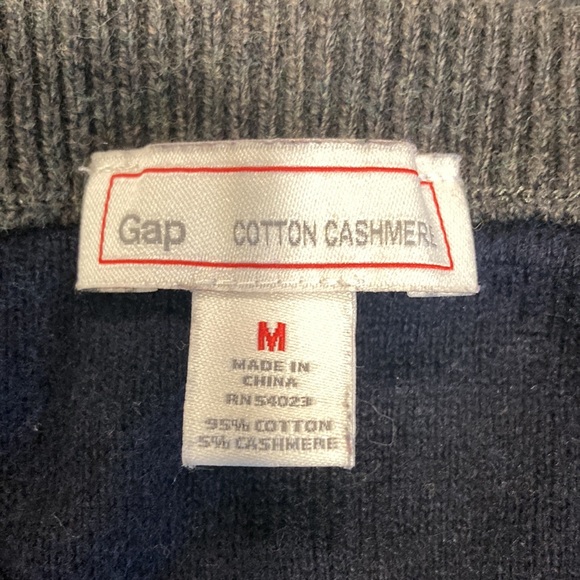 Gap COTTON CASHMERE
M
MADE IN
CHINA
RN54023
95% COTTON
5% CASHMERE